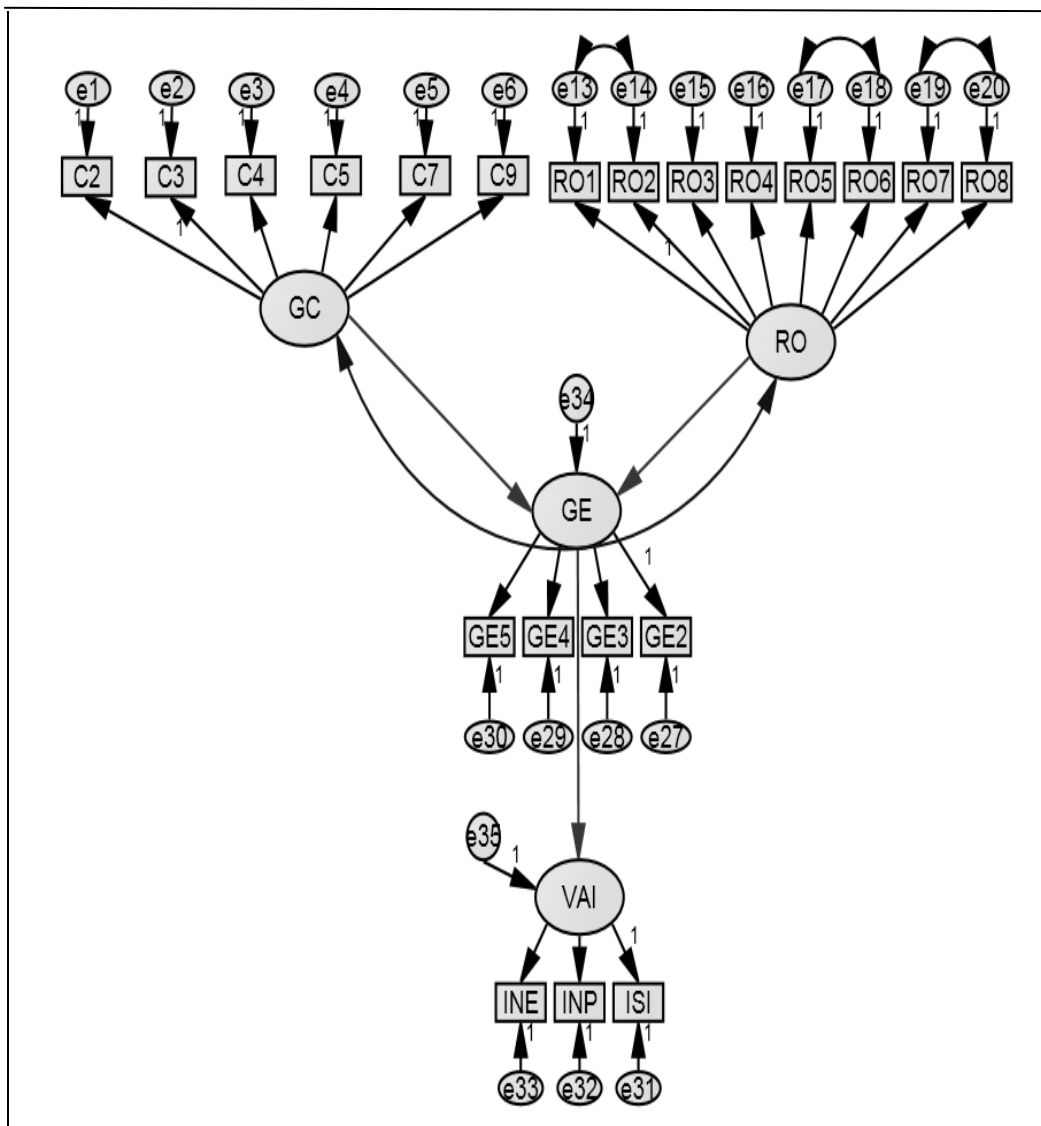 e1 e2 e3 e4 e5 e6 e13 e14 e15 e16 e17 e18 e19 e20
1 1 1 1 1 1 1 1 1 1 1 1 1 1
C2 C3 C4 C5 C7 C9 RO1 RO2 RO3 RO4 RO5 RO6 RO7 RO8
1 1
GC RO
e34
1
GE
1
GE5 GE4 GE3 GE2
1 1 1 1
e30 e29 e28 e27
e35
1
VAI
1
INE INP ISI
1 1 1
e33 e32 e31